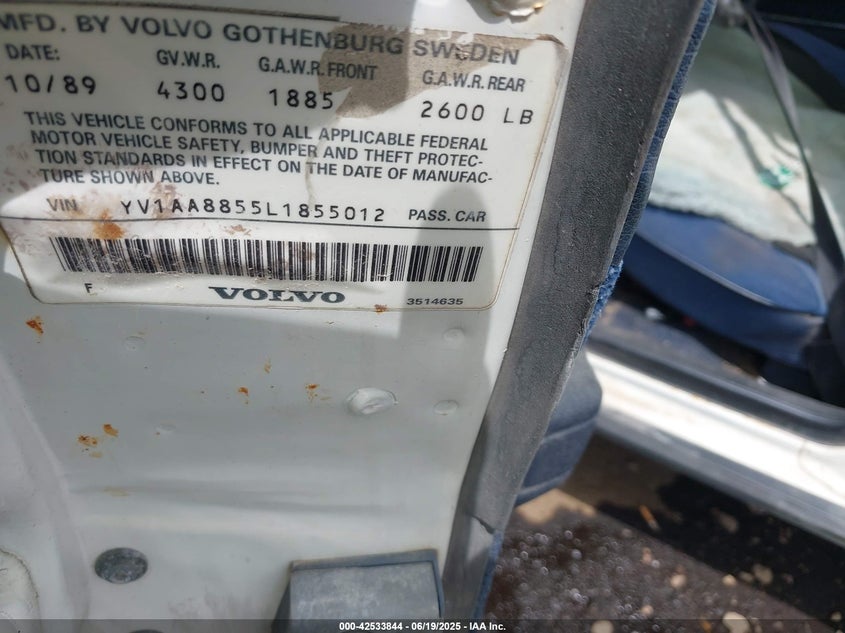 MFD. BY VOLVO GOTHENBURG SWEDEN
DATE: GV.W.R. G.A.W.R. FRONT G.A.W.R. REAR
10/89 4300 1885 2600 LB
THIS VEHICLE CONFORMS TO ALL APPLICABLE FEDERAL
MOTOR VEHICLE SAFETY, BUMPER AND THEFT PROTEC-
TION STANDARDS IN EFFECT ON THE DATE OF MANUFAC-
TURE SHOWN ABOVE.
VIN YV1AA8855L1855012 PASS. CAR
F VOLVO 3514635
000-42533844 - 06/19/2025 - IAA Inc.